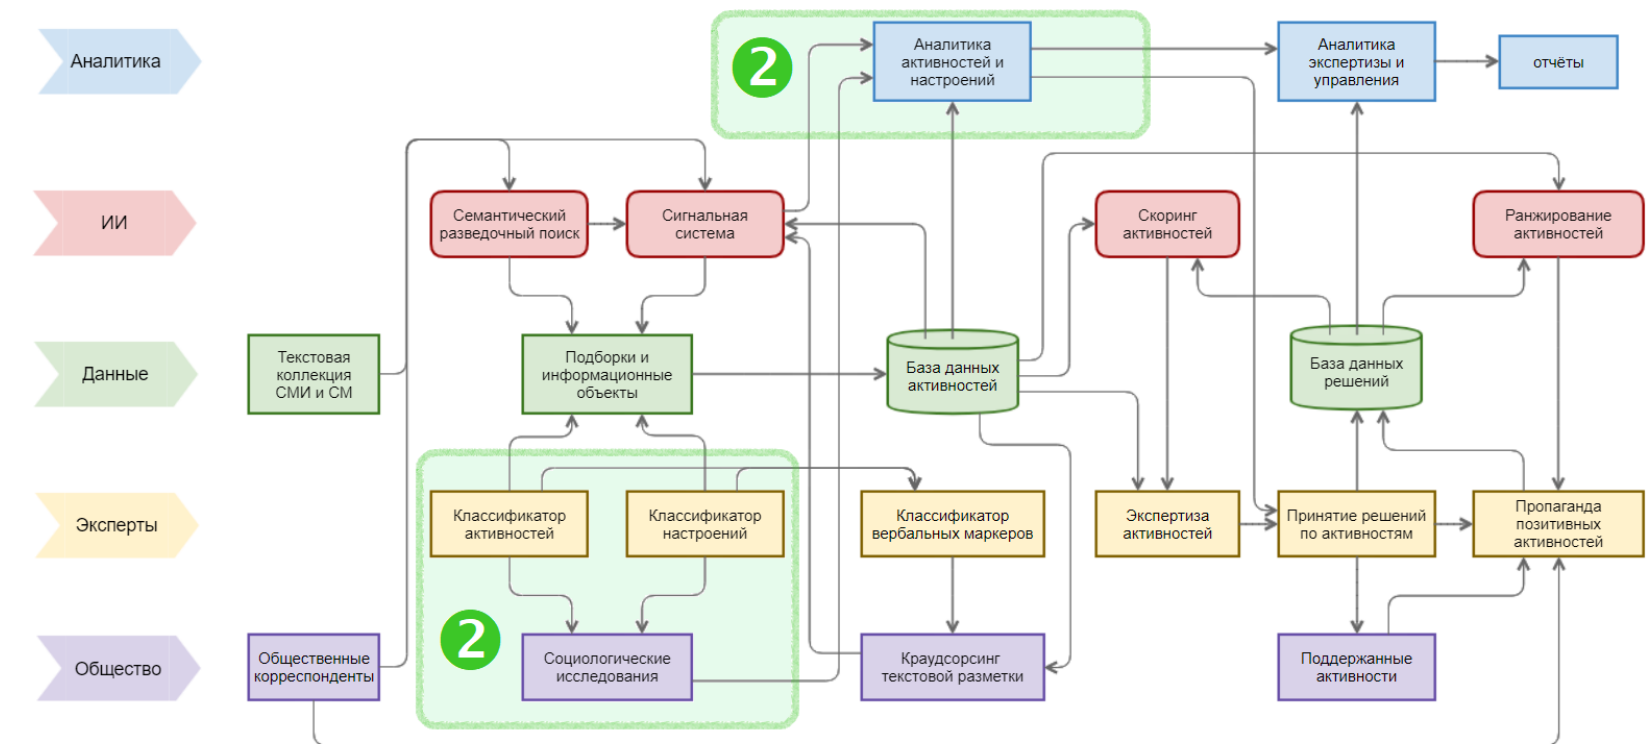 Аналитика
2
Аналитика
активностей и
настроений
Аналитика
экспертизы и
управления
отчёты
ИИ
Семантический
разведочный поиск
Сигнальная
система
Скоринг
активностей
Ранжирование
активностей
Данные
Текстовая
коллекция
СМИ и СМ
Подборки и
информационные
объекты
База данных
активностей
База данных
решений
Эксперты
Классификатор
активностей
Классификатор
настроений
Классификатор
вербальных маркеров
Экспертиза
активностей
Принятие решений
по активностям
Пропаганда
позитивных
активностей
Общество
Общественные
корреспонденты
2
Социологические
исследования
Краудсорсинг
текстовой разметки
Поддержанные
активности